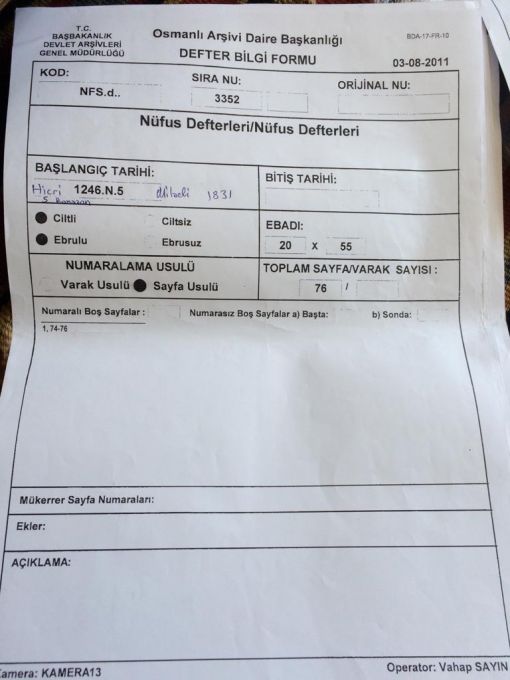 T.C.
BAŞBAKANLIK
DEVLET ARŞİVLERİ
GENEL MÜDÜRLÜĞÜ
Osmanlı Arşivi Daire Başkanlığı
DEFTER BİLGİ FORMU
BDA-17-FR-10
03-08-2011
KOD:
NFS.d..
SIRA NU:
3352
ORİJİNAL NU:
Nüfus Defterleri/Nüfus Defterleri
BAŞLANGIÇ TARİHİ:
Hicri 1246.N.5 Miladi 1831
5 Ramazan
BİTİŞ TARİHİ:
Ciltli Ciltsiz
Ebrulu Ebrusuz
EBADI:
20 X 55
NUMARALAMA USULÜ
Varak Usulü Sayfa Usulü
TOPLAM SAYFA/VARAK SAYISI :
76 /
Numaralı Boş Sayfalar : Numarasız Boş Sayfalar a) Başta: b) Sonda:
1, 74-76
Mükerrer Sayfa Numaraları:
Ekler:
AÇIKLAMA:
Kamera: KAMERA13
Operator: Vahap SAYIN